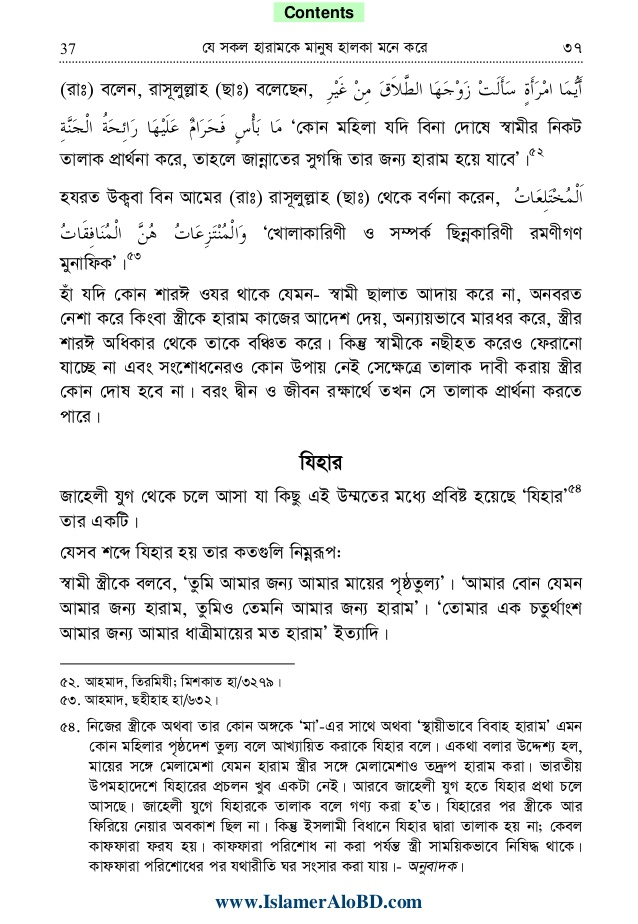 Contents
37 যে সকল হারামকে মানুষ হালকা মনে করে ৩৭
(রাঃ) বলেন, রাসূলুল্লাহ (ছাঃ) বলেছেন, أَيُّمَا امْرَأَةٍ سَأَلَتْ زَوْجَهَا الطَّلَاقَ مِنْ غَيْرِ
مَا بَأْسٍ فَحَرَامٌ عَلَيْهَا رَائِحَةُ الْجَنَّةِ ‘কোন মহিলা যদি বিনা দোষে স্বামীর নিকট
তালাক প্রার্থনা করে, তাহলে জান্নাতের সুগন্ধি তার জন্য হারাম হয়ে যাবে’।৫২
হযরত উক্ববা বিন আমের (রাঃ) রাসূলুল্লাহ (ছাঃ) থেকে বর্ণনা করেন, اَلْمُخْتَلِعَاتُ
وَالْمُنْتَزِعَاتُ هُنَّ الْمُنَافِقَاتُ ‘খোলাকারিণী ও সম্পর্ক ছিন্নকারিণী রমণীগণ
মুনাফিক’।৫৩
হাঁ যদি কোন শারঈ ওযর থাকে যেমন- স্বামী ছালাত আদায় করে না, অনবরত
নেশা করে কিংবা স্ত্রীকে হারাম কাজের আদেশ দেয়, অন্যায়ভাবে মারধর করে, স্ত্রীর
শারঈ অধিকার থেকে তাকে বঞ্চিত করে। কিন্তু স্বামীকে নছীহত করেও ফেরানো
যাচ্ছে না এবং সংশোধনেরও কোন উপায় নেই সেক্ষেত্রে তালাক দাবী করায় স্ত্রীর
কোন দোষ হবে না। বরং দ্বীন ও জীবন রক্ষার্থে তখন সে তালাক প্রার্থনা করতে
পারে।
যিহার
জাহেলী যুগ থেকে চলে আসা যা কিছু এই উম্মতের মধ্যে প্রবিষ্ট হয়েছে ‘যিহার’৫৪
তার একটি।
যেসব শব্দে যিহার হয় তার কতগুলি নিম্নরূপঃ
স্বামী স্ত্রীকে বলবে, ‘তুমি আমার জন্য আমার মায়ের পৃষ্ঠতুল্য’। ‘আমার বোন যেমন
আমার জন্য হারাম, তুমিও তেমনি আমার জন্য হারাম’। ‘তোমার এক চতুর্থাংশ
আমার জন্য আমার ধাত্রীমায়ের মত হারাম’ ইত্যাদি।
৫২. আহমাদ, তিরমিযী; মিশকাত হা/৩২৭৯।
৫৩. আহমাদ, ছহীহাহ হা/৬৩২।
৫৪. নিজের স্ত্রীকে অথবা তার কোন অঙ্গকে ‘মা’-এর সাথে অথবা ‘স্থায়ীভাবে বিবাহ হারাম’ এমন
কোন মহিলার পৃষ্ঠদেশ তুল্য বলে আখ্যায়িত করাকে যিহার বলে। একথা বলার উদ্দেশ্য হল,
মায়ের সঙ্গে মেলামেশা যেমন হারাম স্ত্রীর সঙ্গে মেলামেশাও তদ্রুপ হারাম করা। ভারতীয়
উপমহাদেশে যিহারের প্রচলন খুব একটা নেই। আরবে জাহেলী যুগ হতে যিহার প্রথা চলে
আসছে। জাহেলী যুগে যিহারকে তালাক বলে গণ্য করা হ’ত। যিহারের পর স্ত্রীকে আর
ফিরিয়ে নেয়ার অবকাশ ছিল না। কিন্তু ইসলামী বিধানে যিহার দ্বারা তালাক হয় না; কেবল
কাফফারা ফরয হয়। কাফফারা পরিশোধ না করা পর্যন্ত স্ত্রী সাময়িকভাবে নিষিদ্ধ থাকে।
কাফফারা পরিশোধের পর যথারীতি ঘর সংসার করা যায়।- অনুবাদক।
www.IslamerAloBD.com